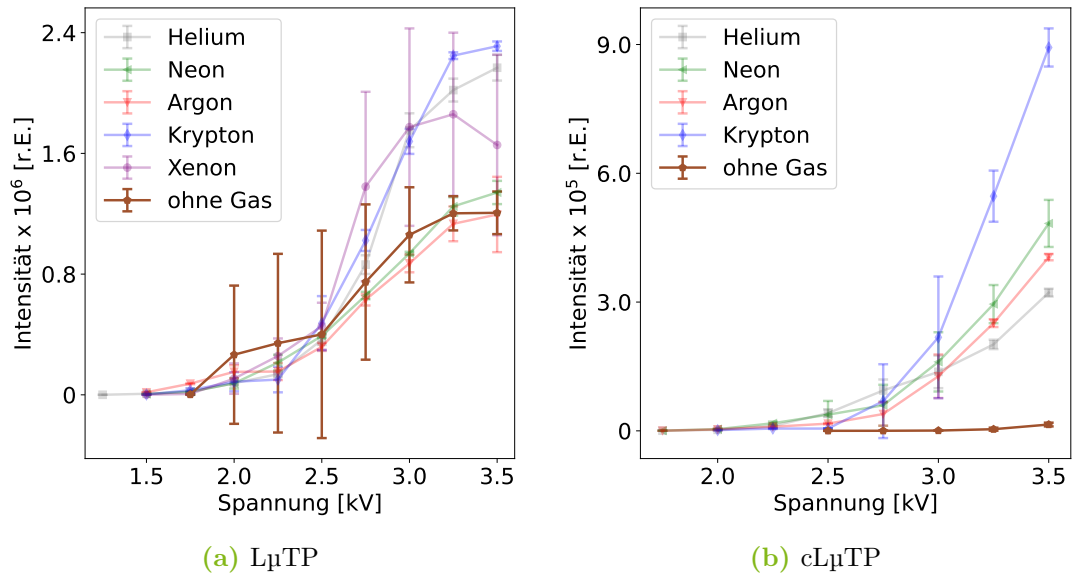 Intensität x 10⁶ [r.E.]
2.4
1.6
0.8
0
Helium
Neon
Argon
Krypton
Xenon
ohne Gas
1.5 2.0 2.5 3.0 3.5
Spannung [kV]
(a) LµTP
Intensität x 10⁵ [r.E.]
9.0
6.0
3.0
0
Helium
Neon
Argon
Krypton
ohne Gas
2.0 2.5 3.0 3.5
Spannung [kV]
(b) cLµTP